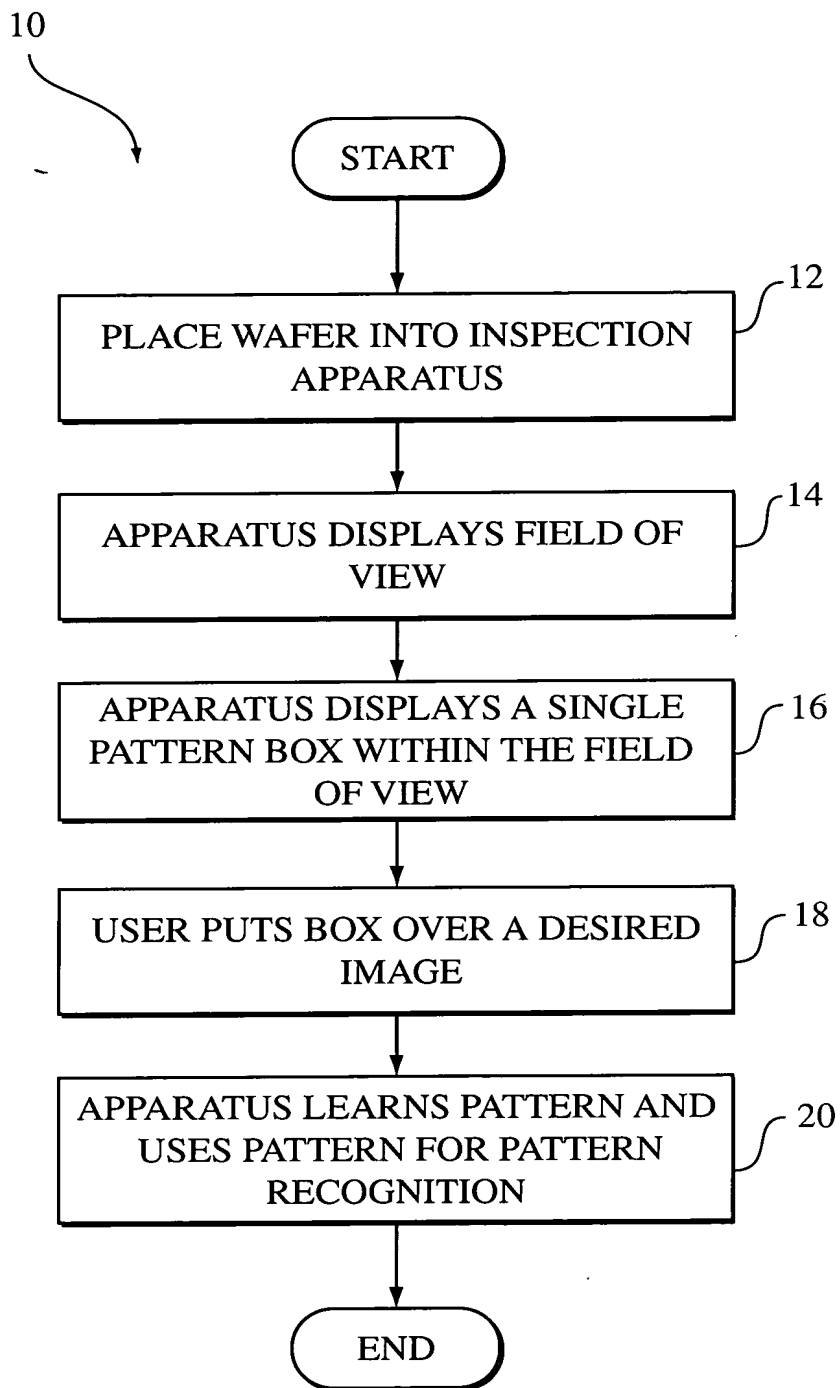 10
START
12
PLACE WAFER INTO INSPECTION
APPARATUS
14
APPARATUS DISPLAYS FIELD OF
VIEW
APPARATUS DISPLAYS A SINGLE
PATTERN BOX WITHIN THE FIELD
OF VIEW
16
USER PUTS BOX OVER A DESIRED
IMAGE
18
APPARATUS LEARNS PATTERN AND
USES PATTERN FOR PATTERN
RECOGNITION
20
END